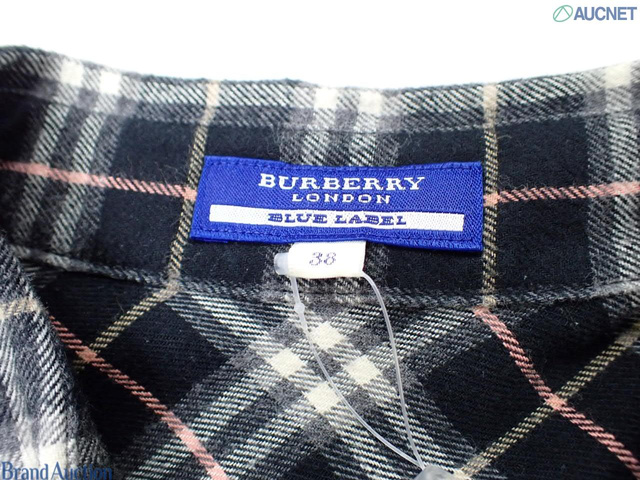 AUCNET
BURBERRY
LONDON
BLUE LABEL
38
Brand Auction